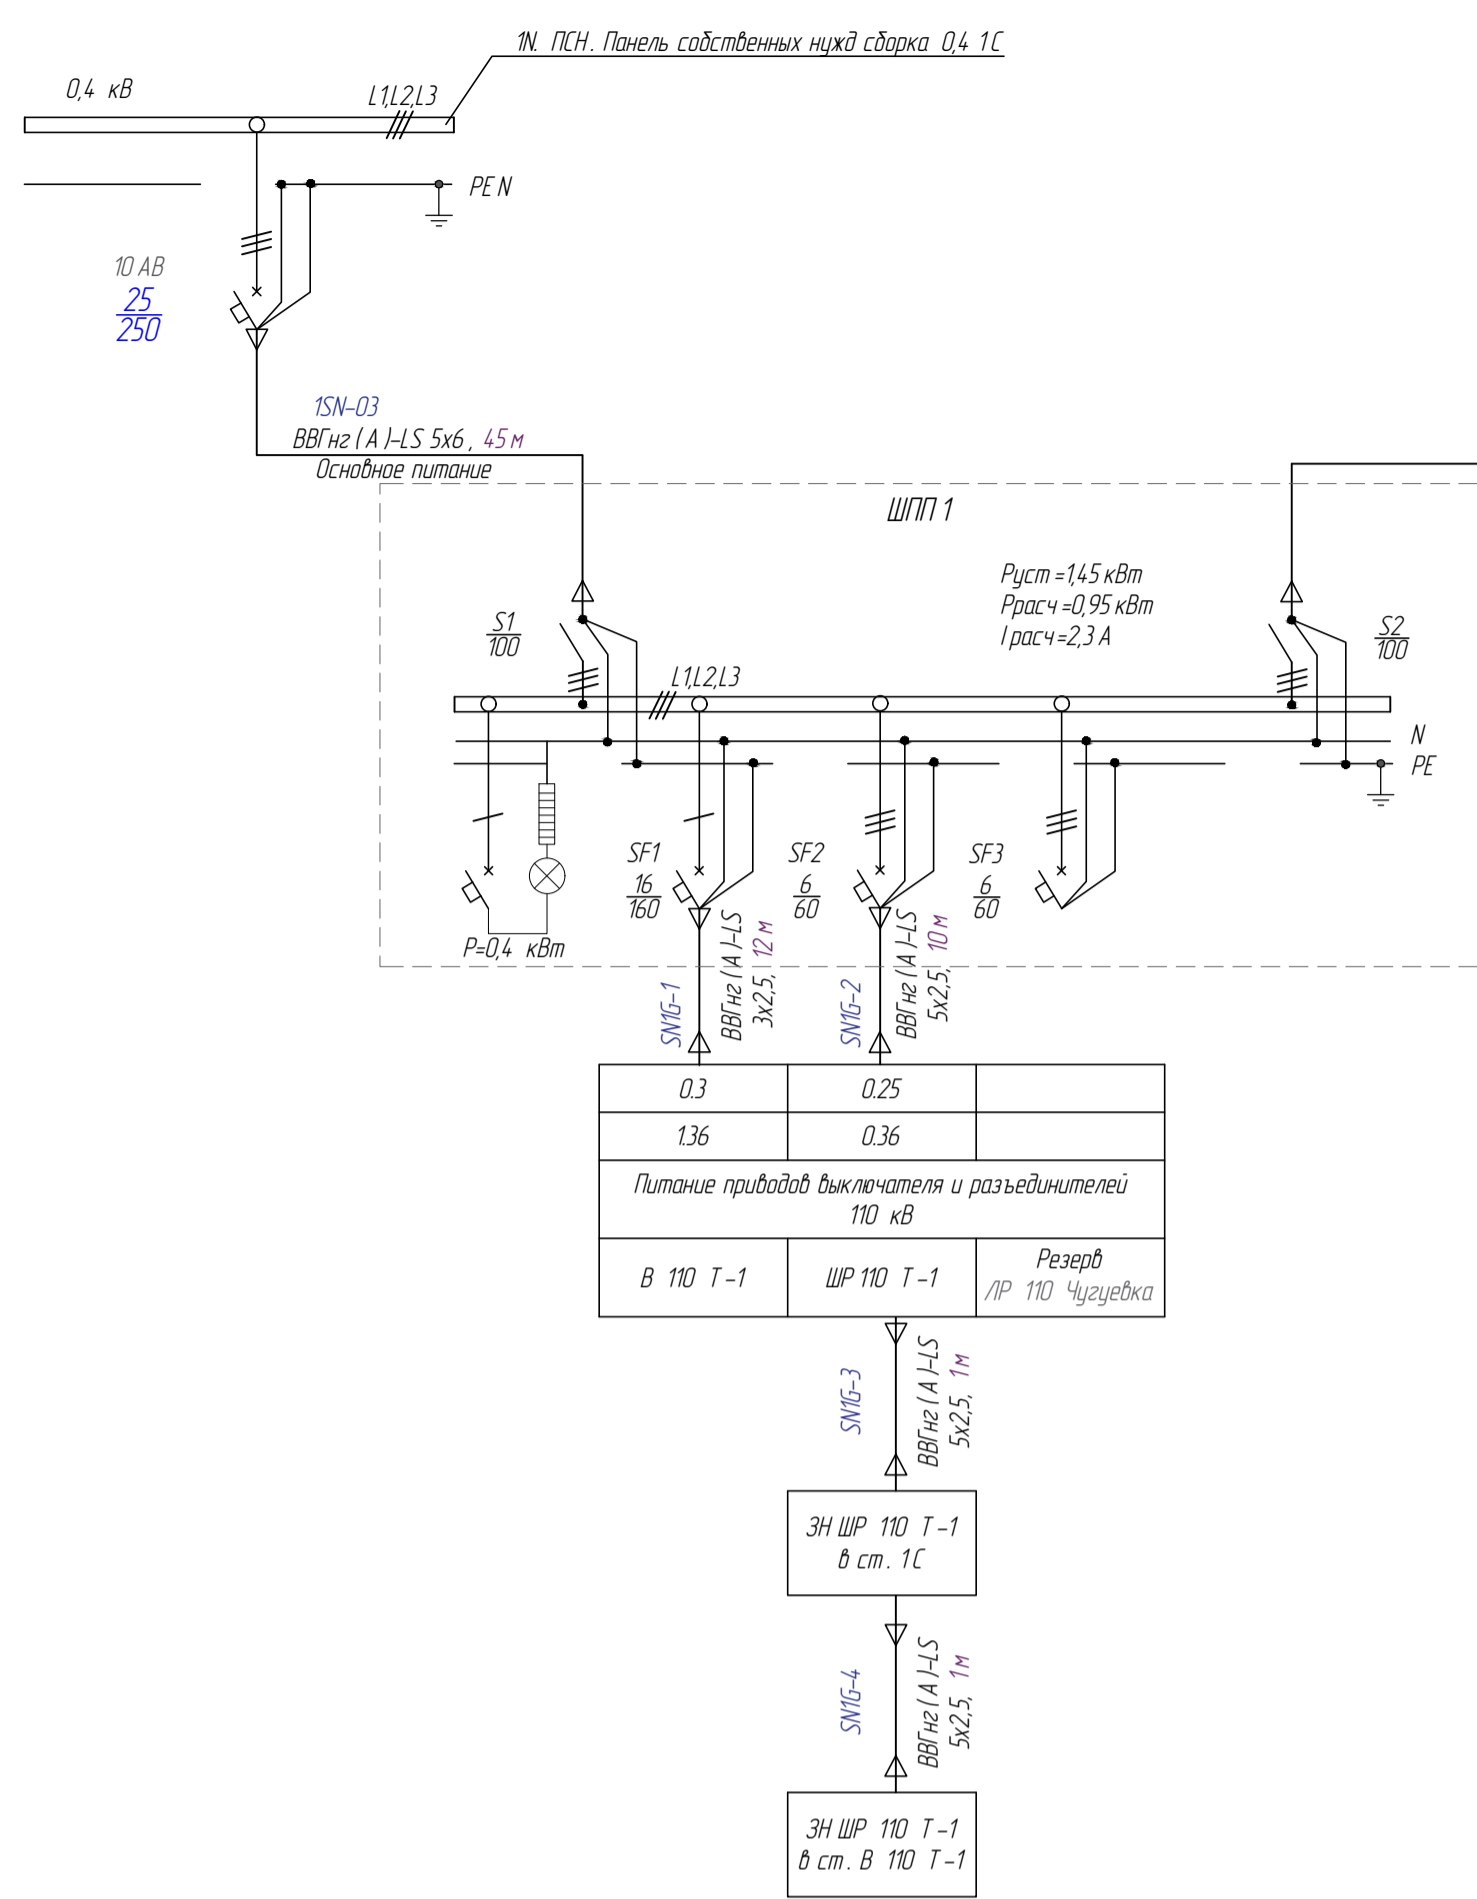 1N. ПСН. Панель собственных нужд сборка 0,4 1С
0,4 кВ
L1,L2,L3
PEN
10 АВ
25
250
1SN-03
ВВГнг(А)-LS 5х6, 45 м
Основное питание
ШПП 1
Руст=1,45 кВт
Ррасч=0,95 кВт
Iрасч=2,3 А
S1
100
S2
100
L1,L2,L3
N
PE
SF1
16
160
SF2
6
60
SF3
6
60
P=0,4 кВт
SN1G-1
ВВГнг(А)-LS
3х2,5, 12 м
SN1G-2
ВВГнг(А)-LS
5х2,5, 10 м
0.3 0.25
1.36 0.36
Питание приводов выключателя и разъединителей
110 кВ
В 110 Т-1
ШР 110 Т-1
Резерв
ЛР 110 Чугуевка
SN1G-3
ВВГнг(А)-LS
5х2,5, 1 м
ЗН ШР 110 Т-1
в ст. 1С
SN1G-4
ВВГнг(А)-LS
5х2,5, 1 м
ЗН ШР 110 Т-1
в ст. В 110 Т-1